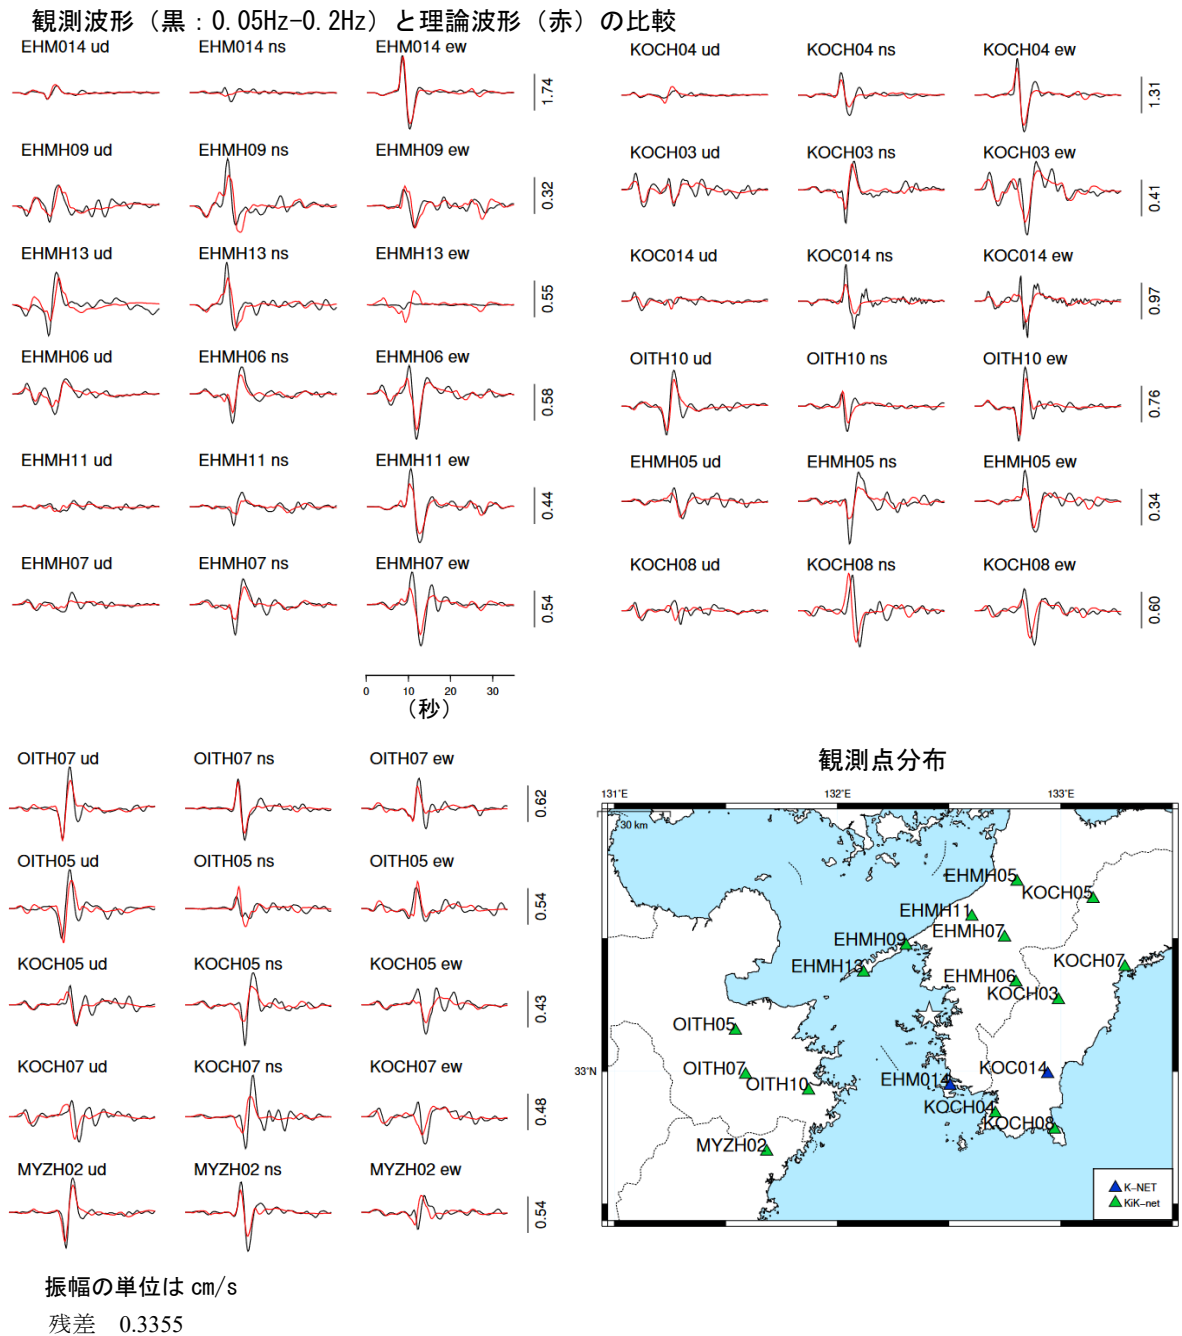 観測波形（黒：0.05Hz-0.2Hz）と理論波形（赤）の比較
EHM014 ud EHM014 ns EHM014 ew 1.74
EHMH09 ud EHMH09 ns EHMH09 ew 0.32
EHMH13 ud EHMH13 ns EHMH13 ew 0.55
EHMH06 ud EHMH06 ns EHMH06 ew 0.58
EHMH11 ud EHMH11 ns EHMH11 ew 0.44
EHMH07 ud EHMH07 ns EHMH07 ew 0.54
0 10 20 30
（秒）
KOCH04 ud KOCH04 ns KOCH04 ew 1.31
KOCH03 ud KOCH03 ns KOCH03 ew 0.41
KOC014 ud KOC014 ns KOC014 ew 0.97
OITH10 ud OITH10 ns OITH10 ew 0.76
EHMH05 ud EHMH05 ns EHMH05 ew 0.34
KOCH08 ud KOCH08 ns KOCH08 ew 0.60
OITH07 ud OITH07 ns OITH07 ew 0.62
OITH05 ud OITH05 ns OITH05 ew 0.54
KOCH05 ud KOCH05 ns KOCH05 ew 0.43
KOCH07 ud KOCH07 ns KOCH07 ew 0.48
MYZH02 ud MYZH02 ns MYZH02 ew 0.54
観測点分布
131°E 132°E 133°E
30 km
EHMH05
KOCH05
EHMH11
EHMH07
EHMH09
KOCH07
EHMH13
EHMH06
KOCH03
OITH05
33°N
OITH07
KOC014
OITH10
EHM014
KOCH04
KOCH08
MYZH02
K-NET
KiK-net
振幅の単位は cm/s
残差 0.3355